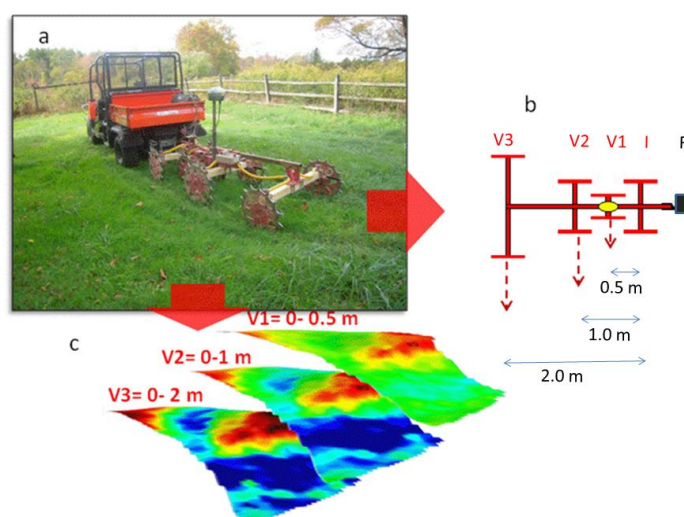 a
b
V3 V2 V1 I
0.5 m
1.0 m
2.0 m
c
V1= 0- 0.5 m
V2= 0-1 m
V3= 0- 2 m